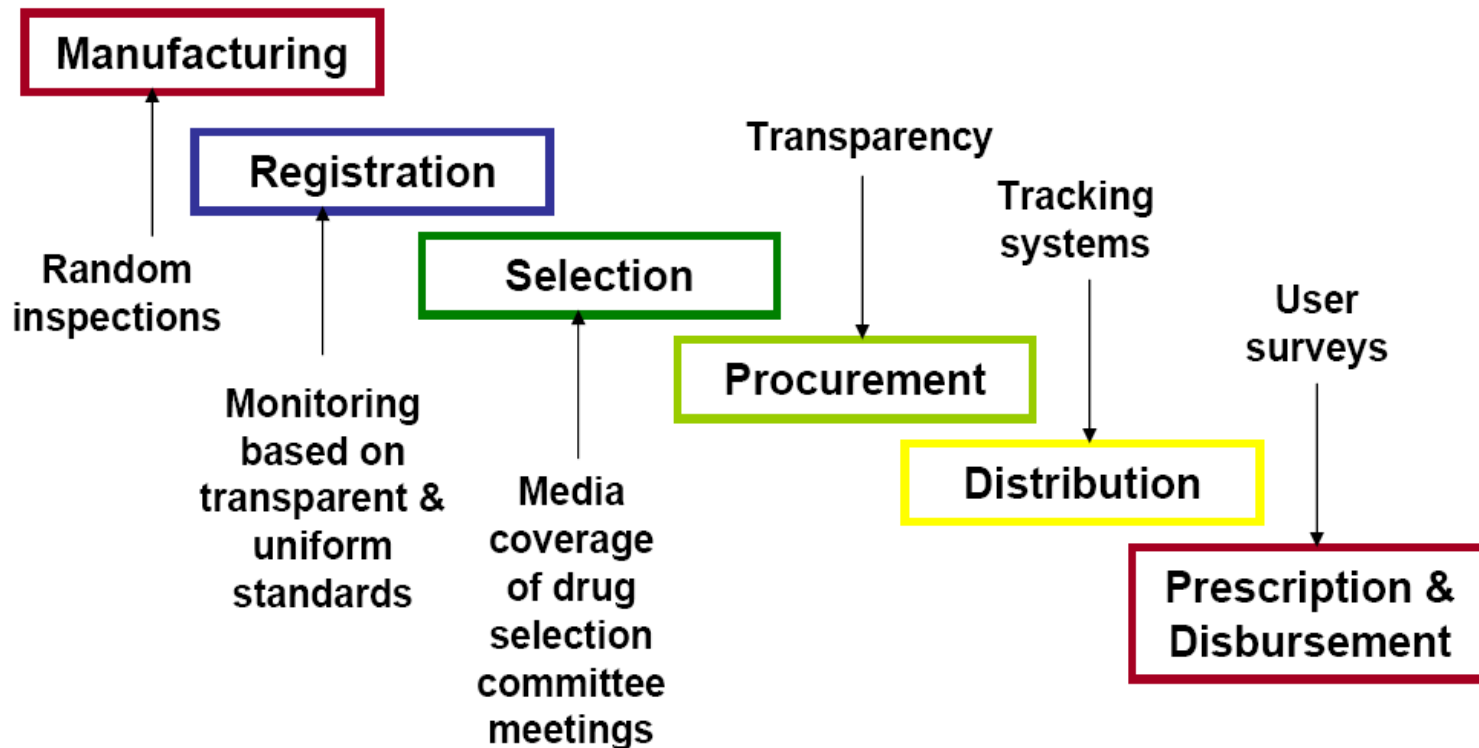 Manufacturing
Registration
Selection
Procurement
Distribution
Prescription &
Disbursement
Random
inspections
Monitoring
based on
transparent &
uniform
standards
Media
coverage
of drug
selection
committee
meetings
Transparency
Tracking
systems
User
surveys